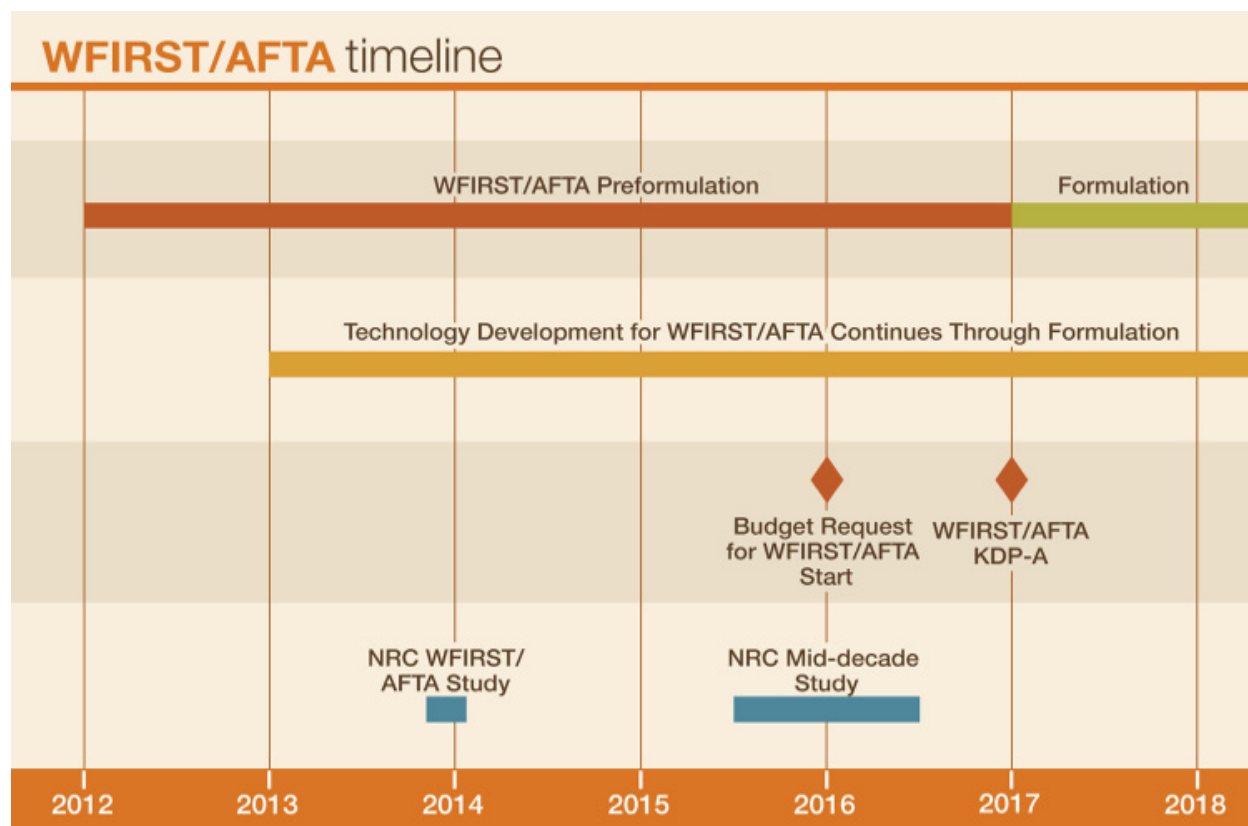 WFIRST/AFTA timeline
WFIRST/AFTA Preformulation
Formulation
Technology Development for WFIRST/AFTA Continues Through Formulation
Budget Request
for WFIRST/AFTA
Start
WFIRST/AFTA
KDP-A
NRC WFIRST/
AFTA Study
NRC Mid-decade
Study
2012
2013
2014
2015
2016
2017
2018